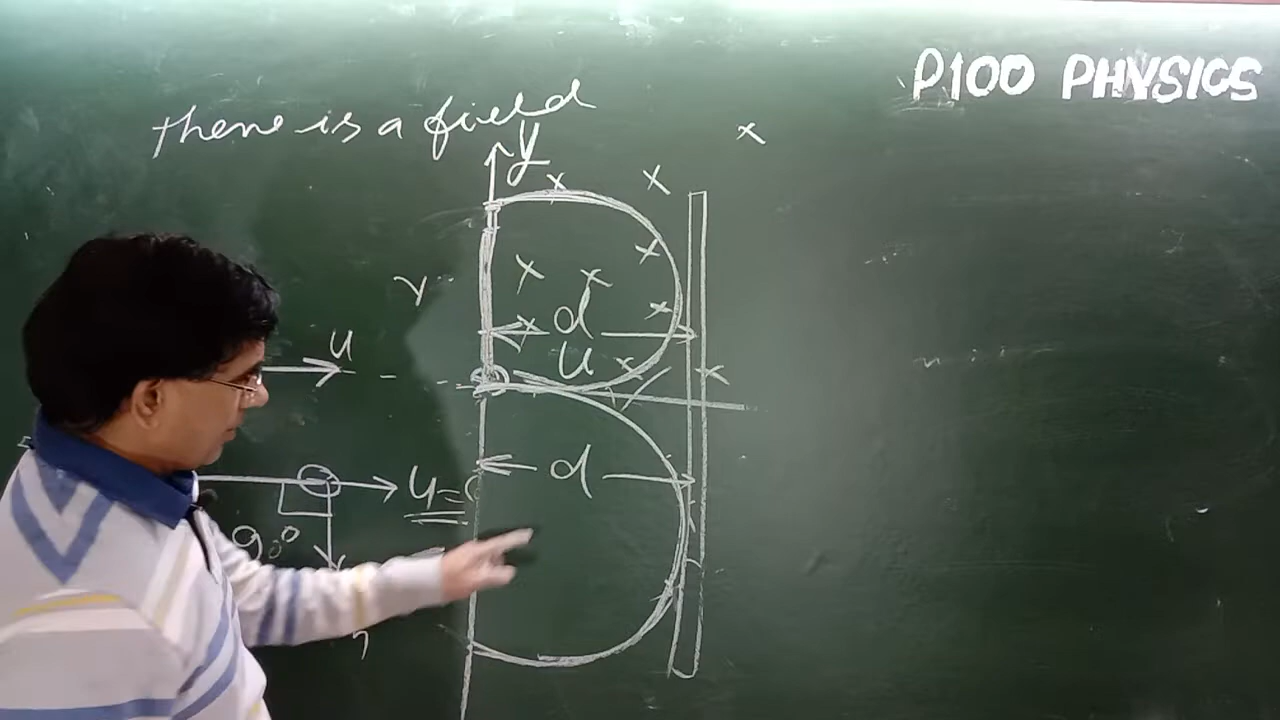 P100 PHYSICS
there is a field
y
x
x x
x x x
x d x
u
u x x
d
u=
90°